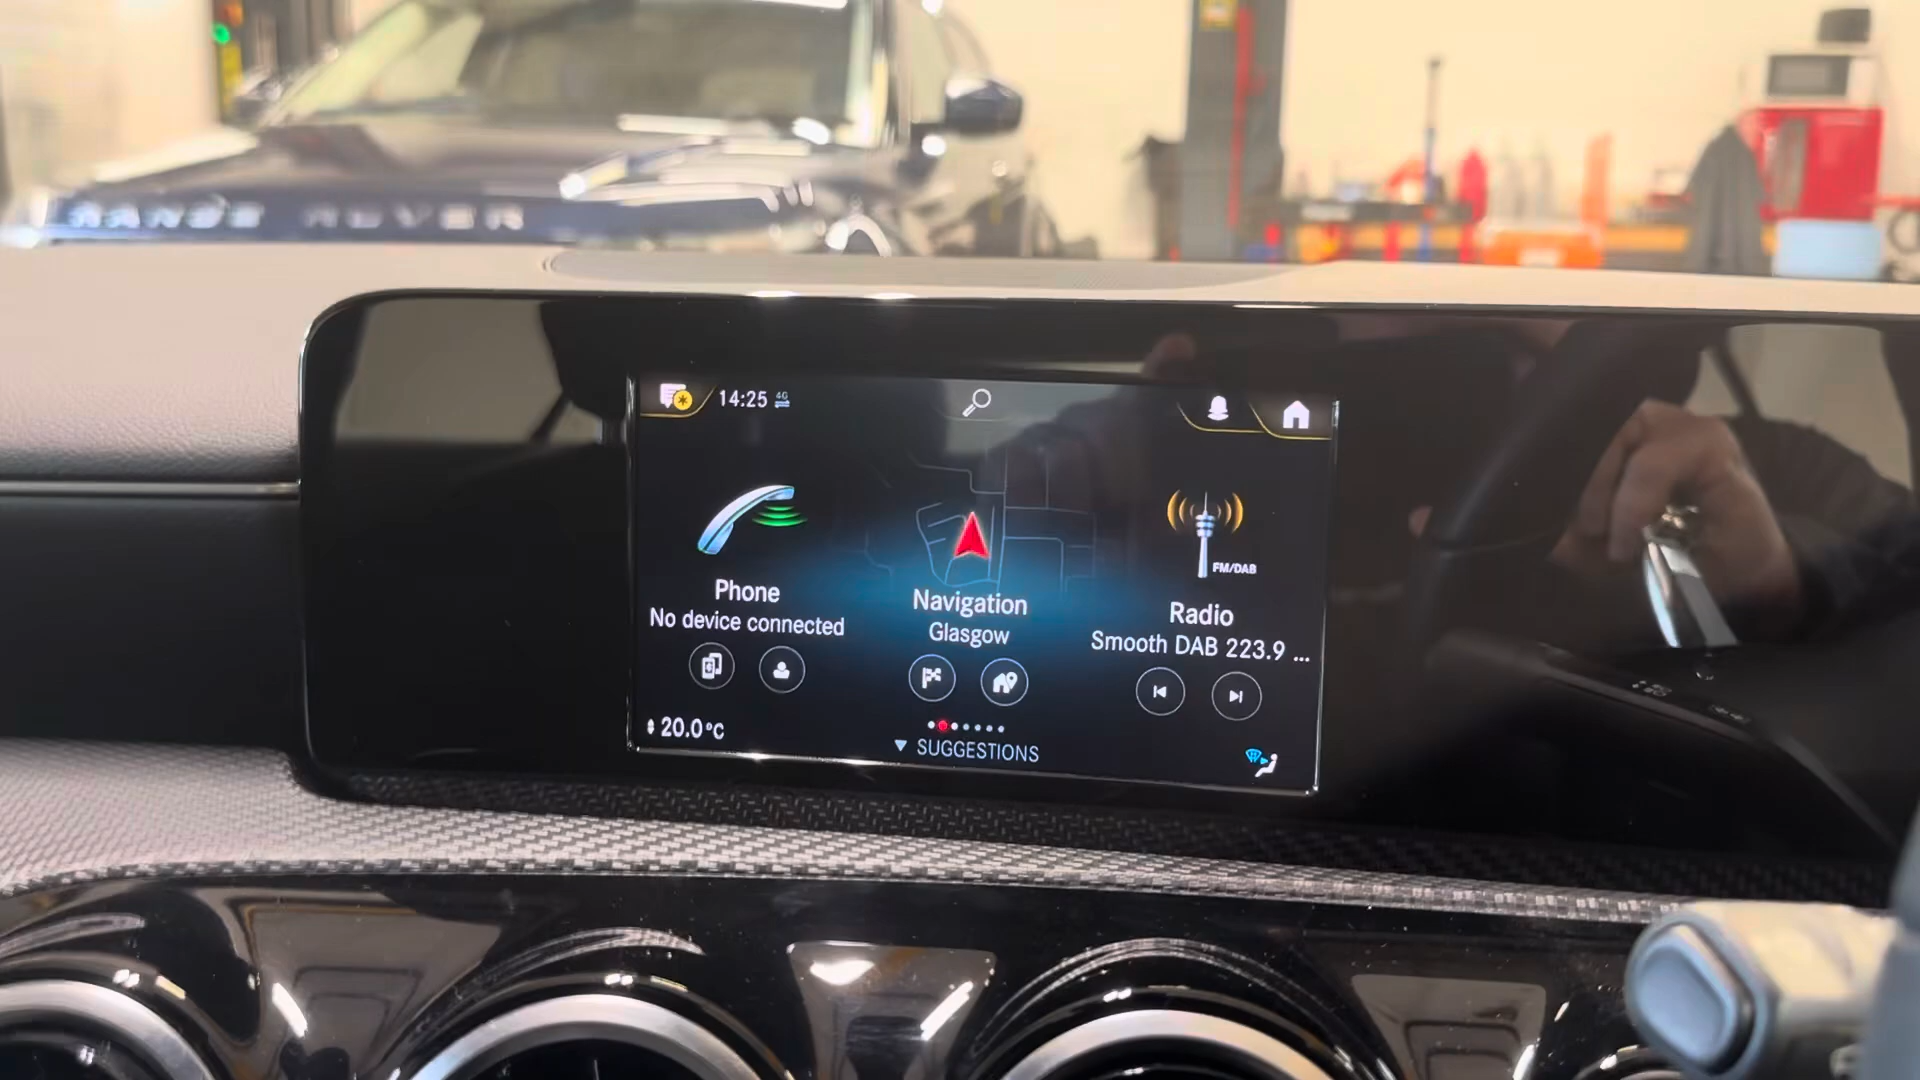 RANGE ROVER
14:25 4G
FM/DAB
Phone
No device connected
Navigation
Glasgow
Radio
Smooth DAB 223.9 ...
20.0°C
SUGGESTIONS